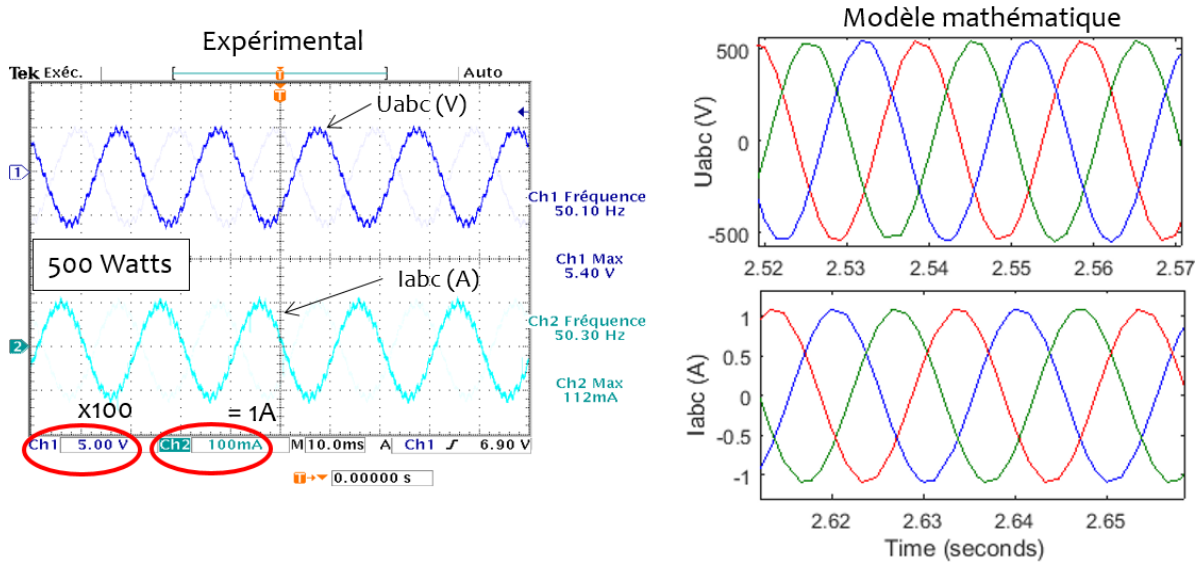 Expérimental
Tek Exéc. Auto
T
T
Uabc (V)
1
Ch1 Fréquence
50.10 Hz
500 Watts
Ch1 Max
5.40 V
Iabc (A)
Ch2 Fréquence
50.30 Hz
2
Ch2 Max
112mA
x100 = 1A
Ch1 5.00 V Ch2 100mA M 10.0ms A Ch1 6.90 V
T 0.00000 s
Modèle mathématique
500
0
-500
Uabc (V)
2.52 2.53 2.54 2.55 2.56 2.57
1
0.5
0
-0.5
-1
Iabc (A)
2.62 2.63 2.64 2.65
Time (seconds)